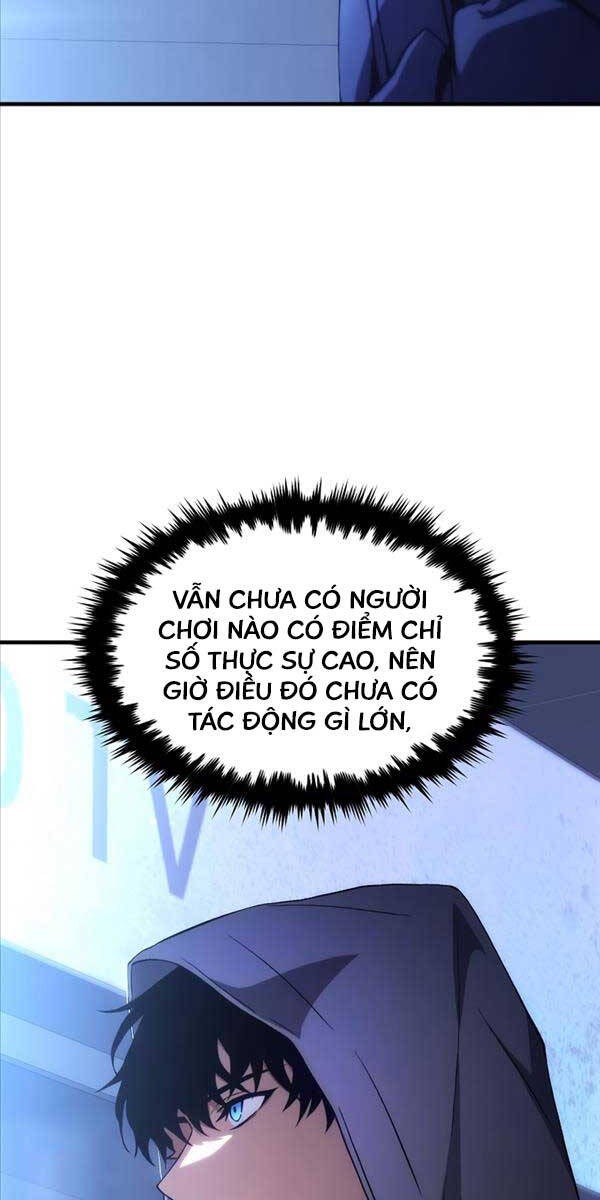 VẪN CHƯA CÓ NGƯỜI
CHƠI NÀO CÓ ĐIỂM CHỈ
SỐ THỰC SỰ CAO, NÊN
GIỜ ĐIỀU ĐÓ CHƯA CÓ
TÁC ĐỘNG GÌ LỚN,
OTV